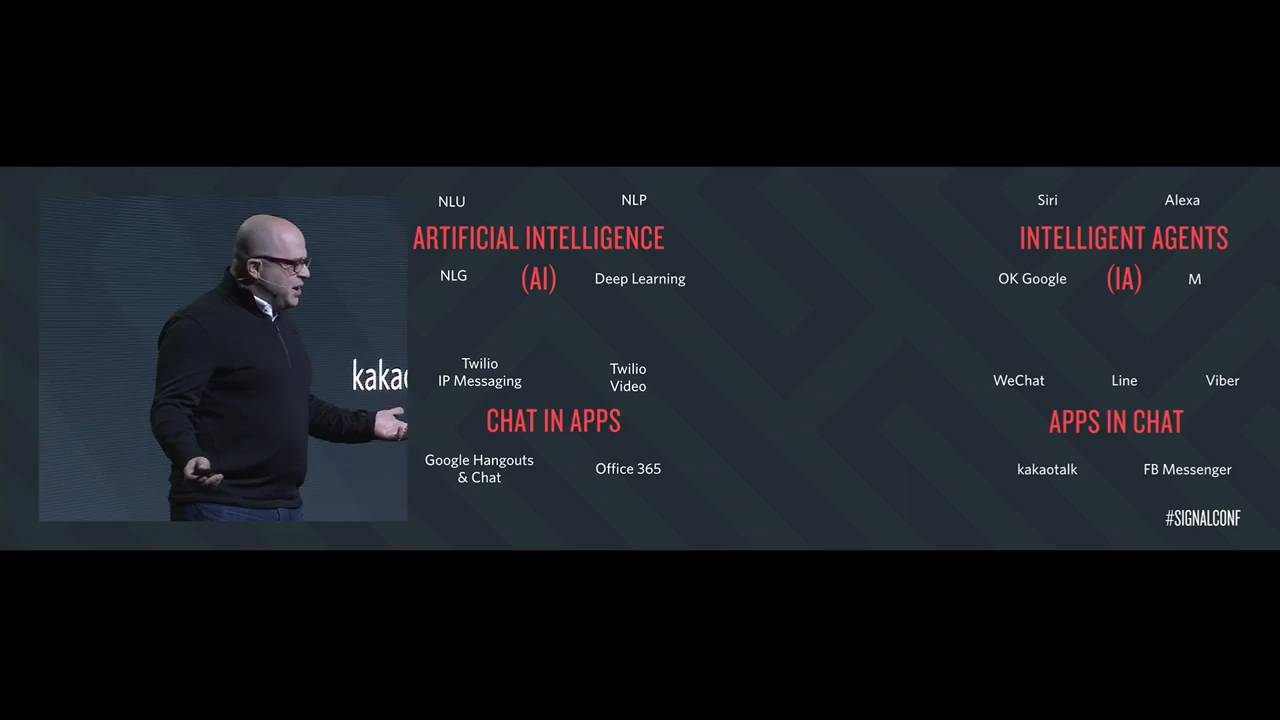 NLU NLP
ARTIFICIAL INTELLIGENCE
NLG (AI) Deep Learning
Twilio
IP Messaging
Twilio
Video
CHAT IN APPS
Google Hangouts
& Chat
Office 365
Siri Alexa
INTELLIGENT AGENTS
OK Google (IA) M
WeChat Line Viber
APPS IN CHAT
kakaotalk FB Messenger
#SIGNALCONF